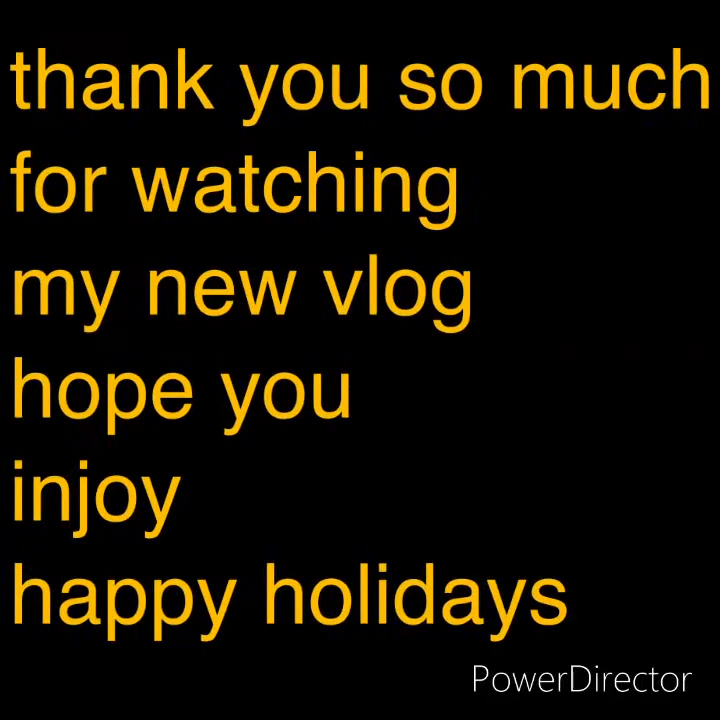 thank you so much
for watching
my new vlog
hope you
injoy
happy holidays
PowerDirector